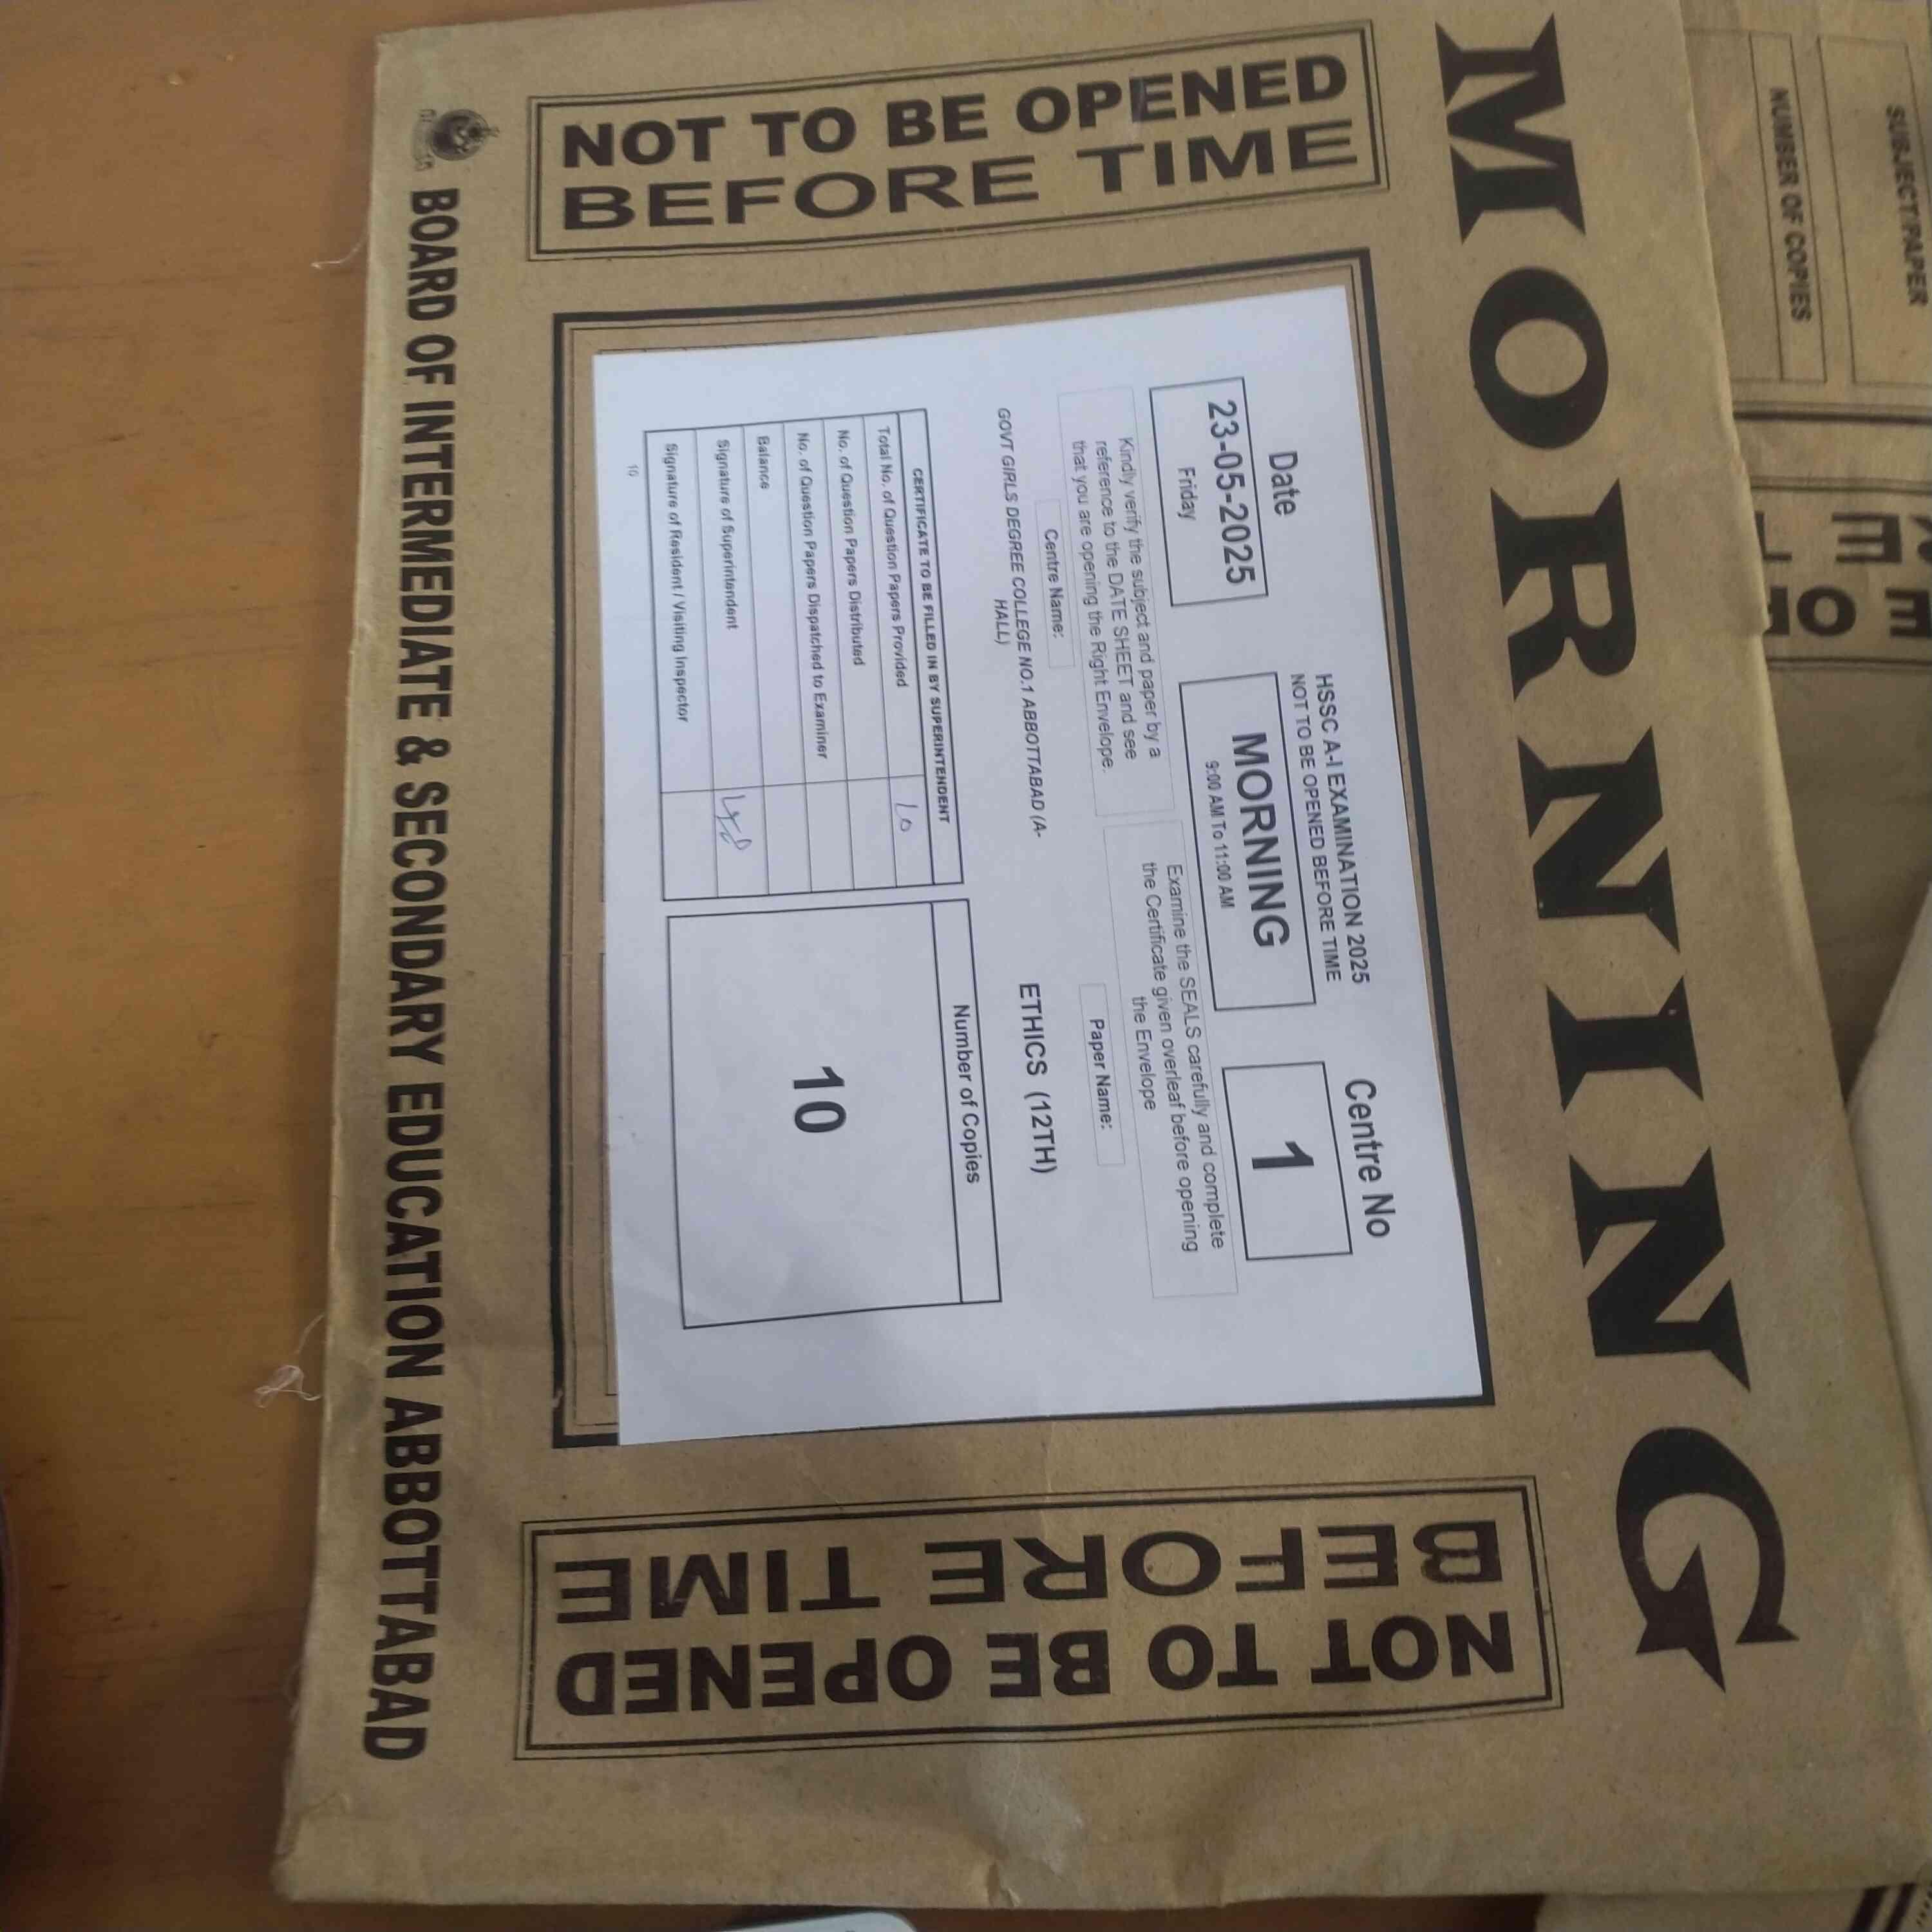 MORNING
NOT TO BE OPENED
BEFORE TIME
HSSC A-I EXAMINATION 2025
NOT TO BE OPENED BEFORE TIME
Date
23-05-2025
Friday
MORNING
9:00 AM To 11:00 AM
Centre No
1
Kindly verify the subject and paper by a
reference to the DATE SHEET and see
that you are opening the Right Envelope.
Examine the SEALS carefully and complete
the Certificate given overleaf before opening
the Envelope
Centre Name:
GOVT GIRLS DEGREE COLLEGE NO.1 ABBOTTABAD (A-
HALL)
Paper Name:
ETHICS (12TH)
CERTIFICATE TO BE FILLED IN BY SUPERINTENDENT
Total No. of Question Papers Provided 10
No. of Question Papers Distributed
No. of Question Papers Dispatched to Examiner
Balance
Signature of Superintendent
Signature of Resident / Visiting Inspector
10
Number of Copies
10
NOT TO BE OPENED
BEFORE TIME
BOARD OF INTERMEDIATE & SECONDARY EDUCATION ABBOTTABAD
SUBJECT/PAPER
NUMBER OF COPIES